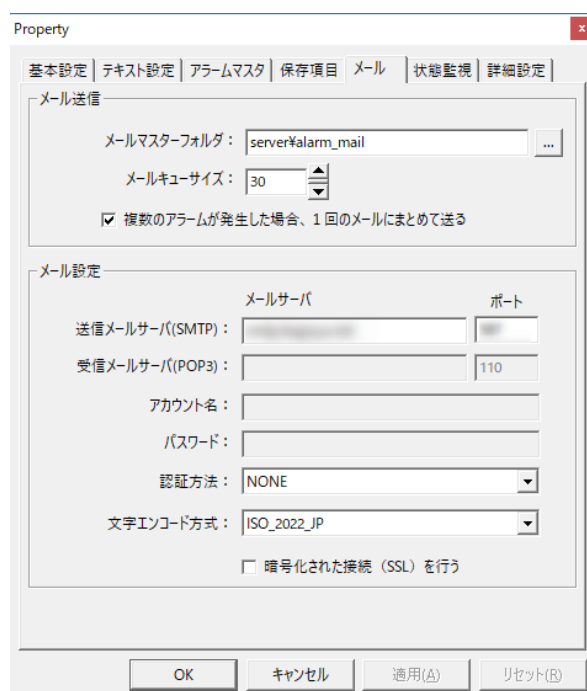 Property
x
基本設定 テキスト設定 アラームマスタ 保存項目 メール 状態監視 詳細設定
メール送信
メールマスターフォルダ： server¥alarm_mail ...
メールキューサイズ： 30
複数のアラームが発生した場合、1回のメールにまとめて送る
メール設定
メールサーバ ポート
送信メールサーバ(SMTP)：
受信メールサーバ(POP3)： 110
アカウント名：
パスワード：
認証方法： NONE
文字エンコード方式： ISO_2022_JP
暗号化された接続（SSL）を行う
OK キャンセル 適用(A) リセット(R)